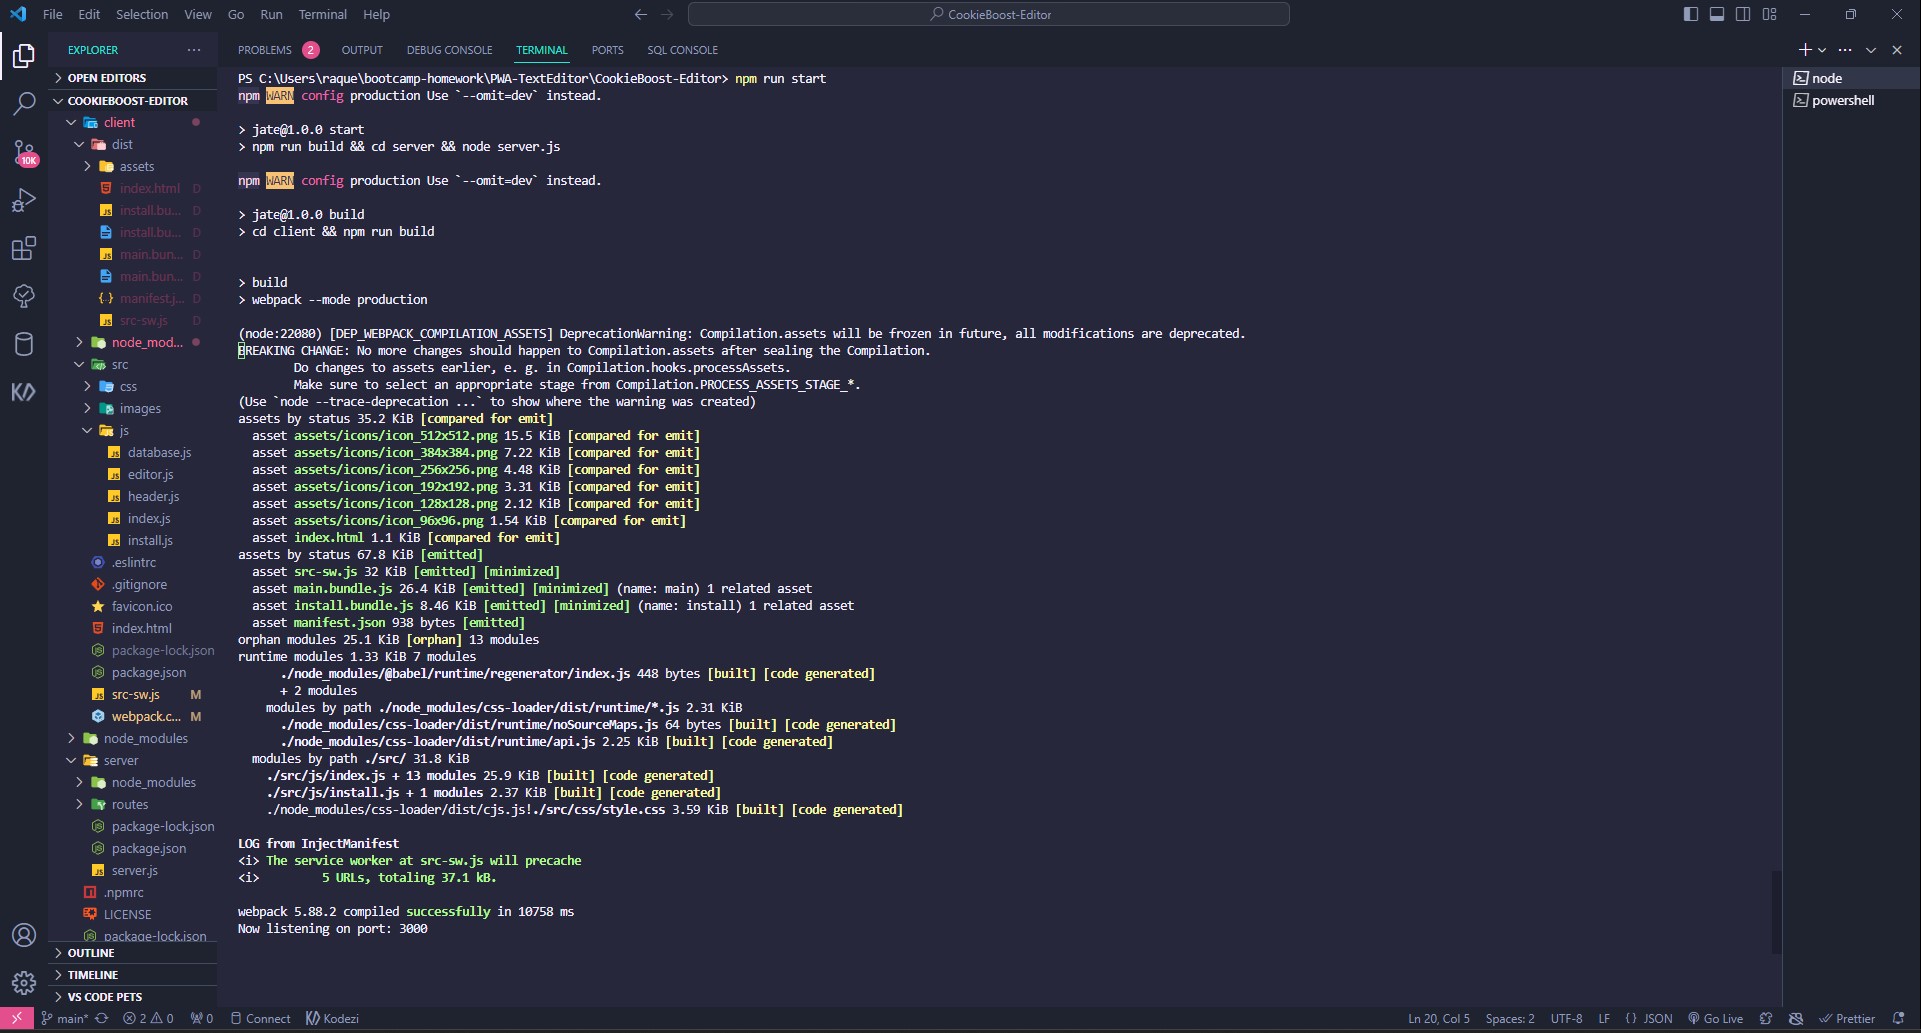 File Edit Selection View Go Run Terminal Help
CookieBoost-Editor
EXPLORER
OPEN EDITORS
COOKIEBOOST-EDITOR
client
dist
assets
index.html D
install.bu... D
install.bu... D
main.bun... D
main.bun... D
manifest.j... D
src-sw.js D
node_mod...
src
css
images
js
database.js
editor.js
header.js
index.js
install.js
.eslintrc
.gitignore
favicon.ico
index.html
package-lock.json
package.json
src-sw.js M
webpack.c... M
node_modules
server
node_modules
routes
package-lock.json
package.json
server.js
.npmrc
LICENSE
package-lock.json
OUTLINE
TIMELINE
VS CODE PETS
10K
PROBLEMS 2 OUTPUT DEBUG CONSOLE TERMINAL PORTS SQL CONSOLE
PS C:\Users\raque\bootcamp-homework\PWA-TextEditor\CookieBoost-Editor> npm run start
npm WARN config production Use `--omit=dev` instead.
> jate@1.0.0 start
> npm run build && cd server && node server.js
npm WARN config production Use `--omit=dev` instead.
> jate@1.0.0 build
> cd client && npm run build
> build
> webpack --mode production
(node:22080) [DEP_WEBPACK_COMPILATION_ASSETS] DeprecationWarning: Compilation.assets will be frozen in future, all modifications are deprecated.
BREAKING CHANGE: No more changes should happen to Compilation.assets after sealing the Compilation.
Do changes to assets earlier, e. g. in Compilation.hooks.processAssets.
Make sure to select an appropriate stage from Compilation.PROCESS_ASSETS_STAGE_*.
(Use `node --trace-deprecation ...` to show where the warning was created)
assets by status 35.2 KiB [compared for emit]
asset assets/icons/icon_512x512.png 15.5 KiB [compared for emit]
asset assets/icons/icon_384x384.png 7.22 KiB [compared for emit]
asset assets/icons/icon_256x256.png 4.48 KiB [compared for emit]
asset assets/icons/icon_192x192.png 3.31 KiB [compared for emit]
asset assets/icons/icon_128x128.png 2.12 KiB [compared for emit]
asset assets/icons/icon_96x96.png 1.54 KiB [compared for emit]
asset index.html 1.1 KiB [compared for emit]
assets by status 67.8 KiB [emitted]
asset src-sw.js 32 KiB [emitted] [minimized]
asset main.bundle.js 26.4 KiB [emitted] [minimized] (name: main) 1 related asset
asset install.bundle.js 8.46 KiB [emitted] [minimized] (name: install) 1 related asset
asset manifest.json 938 bytes [emitted]
orphan modules 25.1 KiB [orphan] 13 modules
runtime modules 1.33 KiB 7 modules
./node_modules/@babel/runtime/regenerator/index.js 448 bytes [built] [code generated]
+ 2 modules
modules by path ./node_modules/css-loader/dist/runtime/*.js 2.31 KiB
./node_modules/css-loader/dist/runtime/noSourceMaps.js 64 bytes [built] [code generated]
./node_modules/css-loader/dist/runtime/api.js 2.25 KiB [built] [code generated]
modules by path ./src/ 31.8 KiB
./src/js/index.js + 13 modules 25.9 KiB [built] [code generated]
./src/js/install.js + 1 modules 2.37 KiB [built] [code generated]
./node_modules/css-loader/dist/cjs.js!./src/css/style.css 3.59 KiB [built] [code generated]
LOG from InjectManifest
<i> The service worker at src-sw.js will precache
<i> 5 URLs, totaling 37.1 kB.
webpack 5.88.2 compiled successfully in 10758 ms
Now listening on port: 3000
node
powershell
main* 2 0 0 Connect Kodezi
Ln 20, Col 5 Spaces: 2 UTF-8 LF {} JSON Go Live Prettier